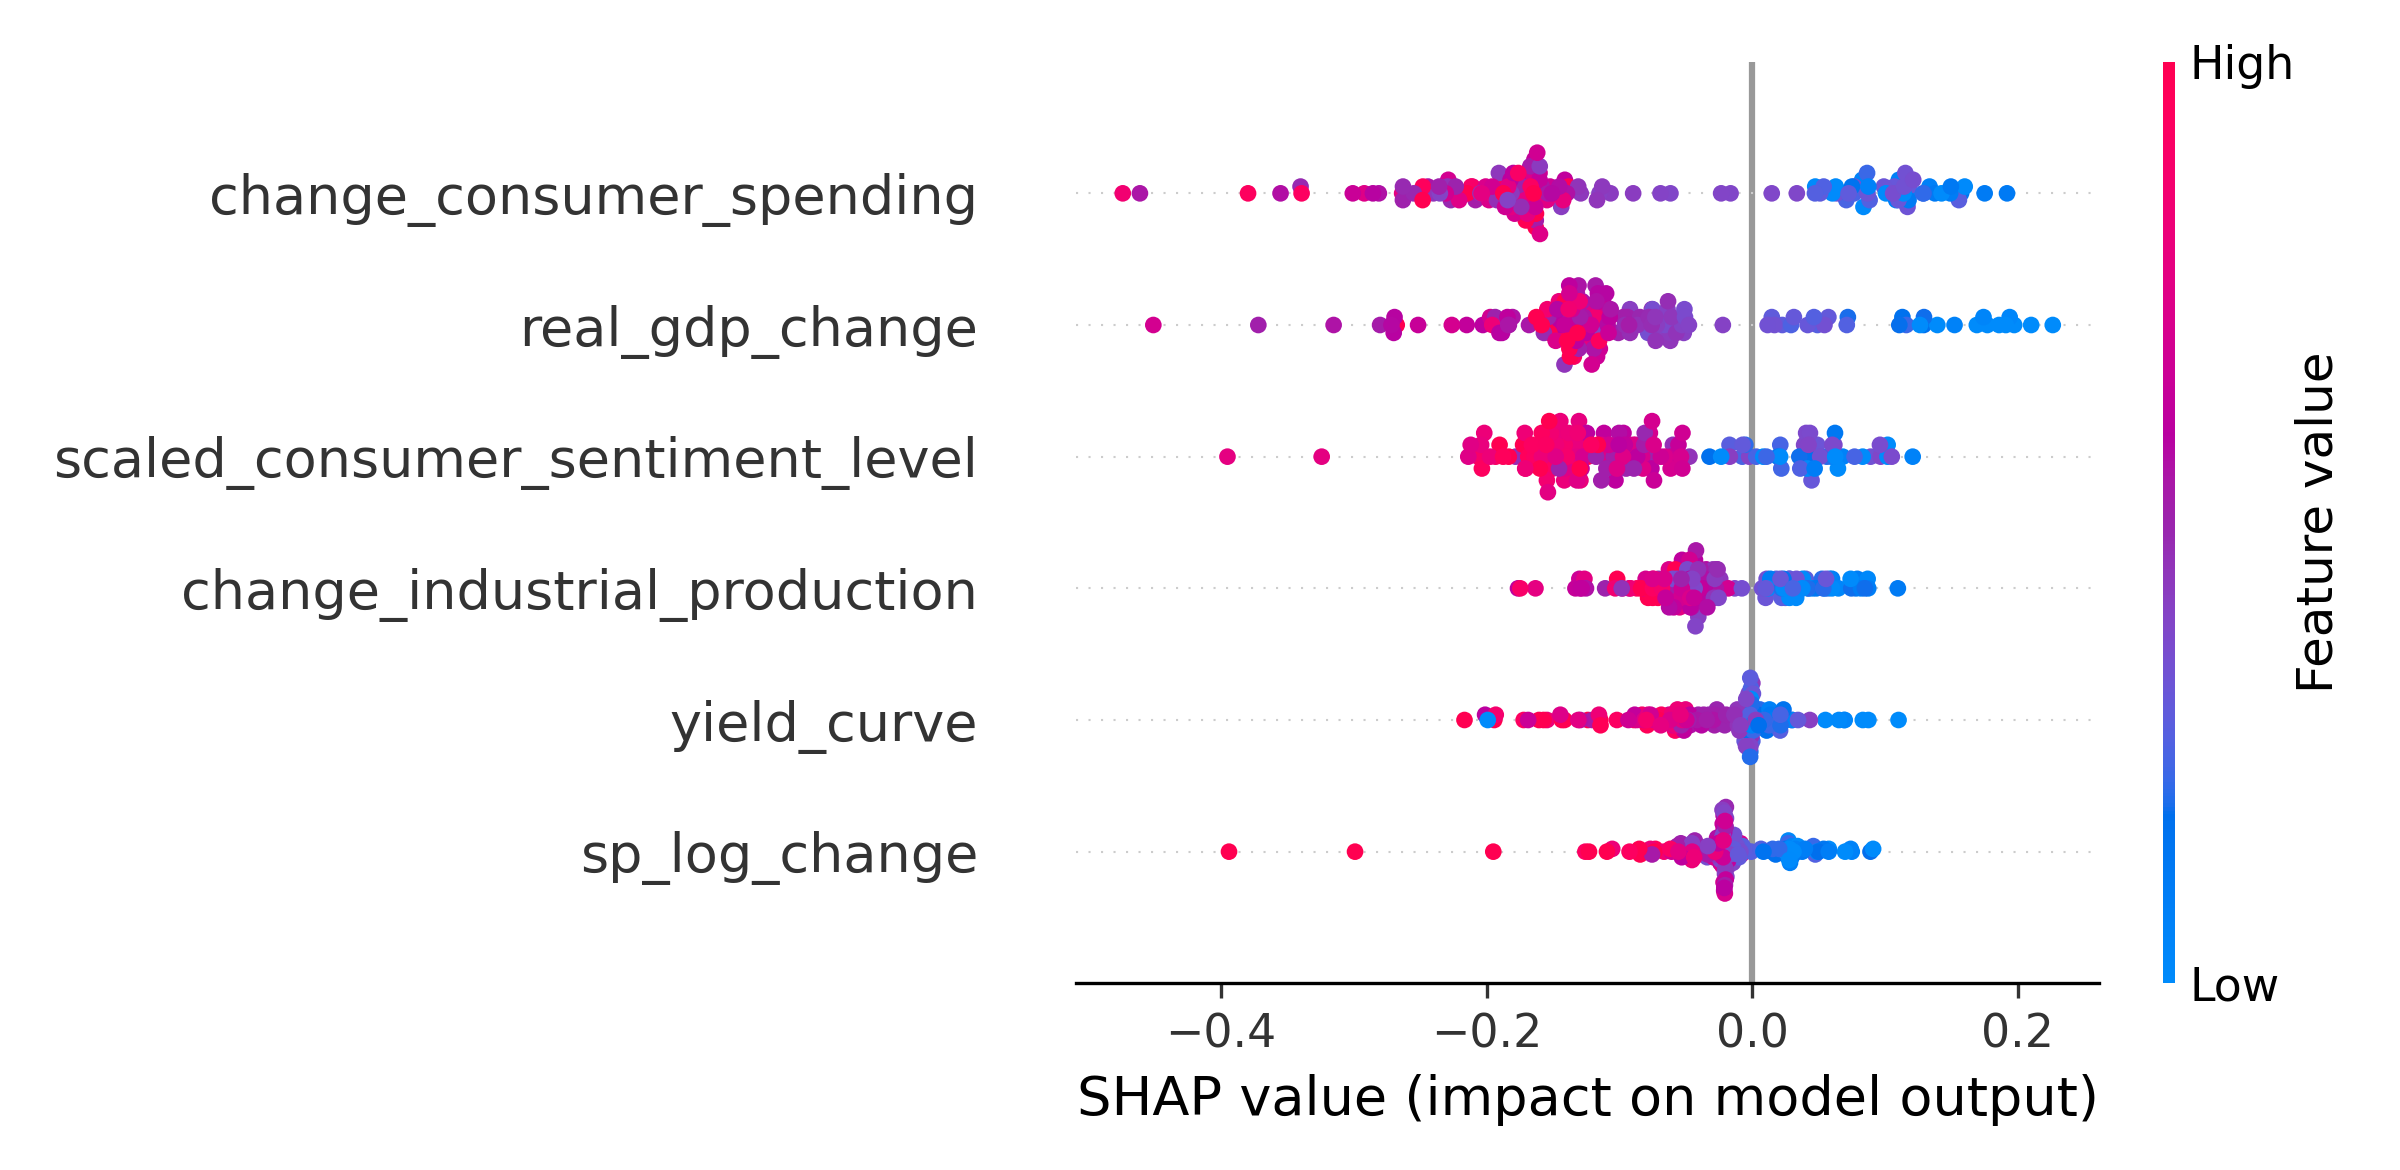 High
change_consumer_spending
real_gdp_change
scaled_consumer_sentiment_level
change_industrial_production
yield_curve
sp_log_change
Feature value
Low
−0.4 −0.2 0.0 0.2
SHAP value (impact on model output)